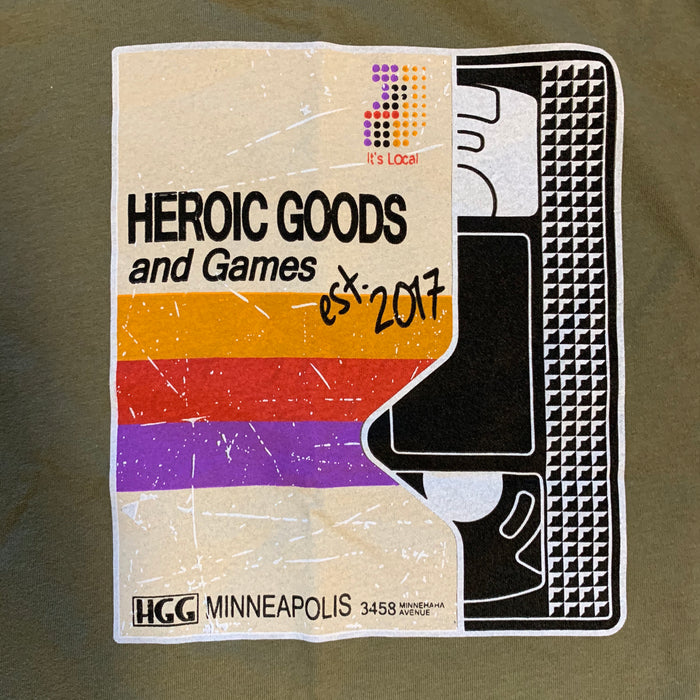 It's Local
HEROIC GOODS
and Games
est. 2017
HGG MINNEAPOLIS 3458 MINNEHAHA
AVENUE